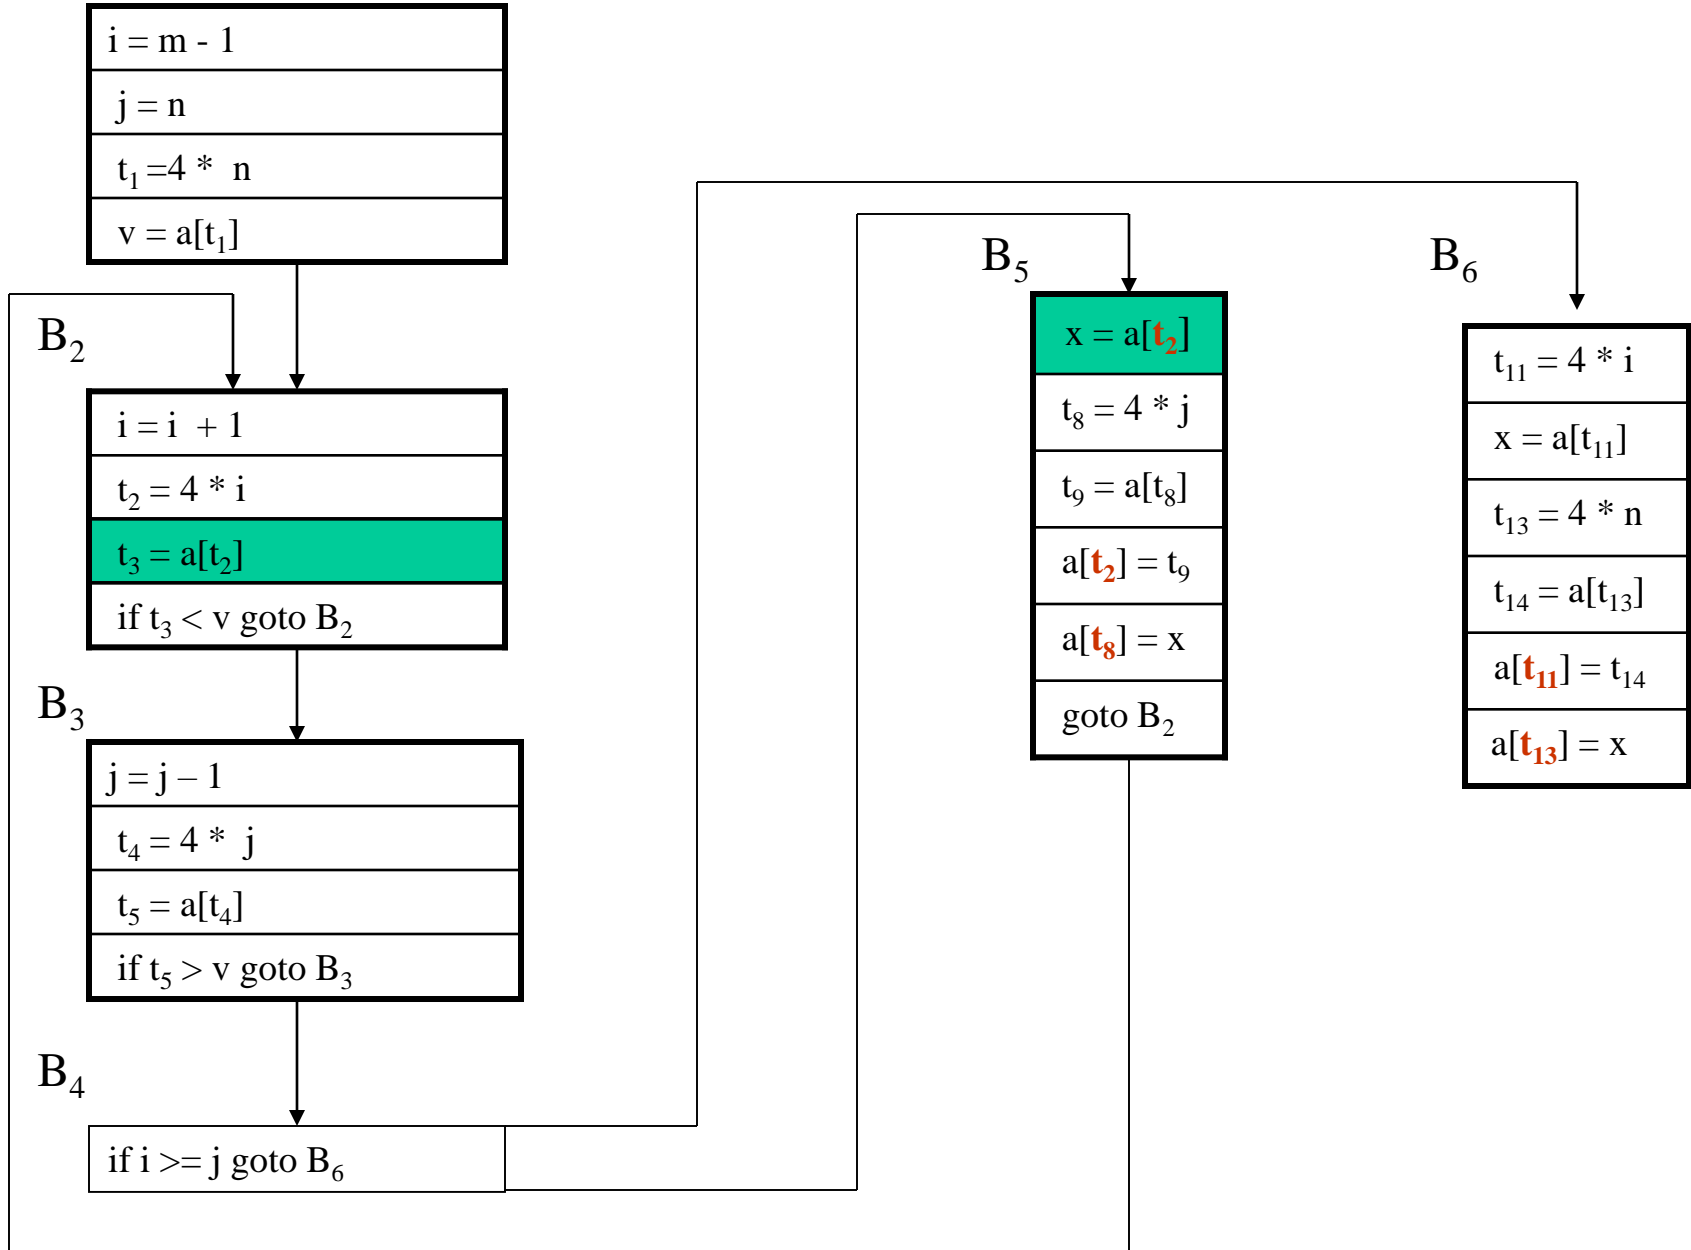 i = m - 1
j = n
t₁ =4 * n
v = a[t₁]
B₂
i = i + 1
t₂ = 4 * i
t₃ = a[t₂]
if t₃ < v goto B₂
B₃
j = j – 1
t₄ = 4 * j
t₅ = a[t₄]
if t₅ > v goto B₃
B₄
if i >= j goto B₆
B₅
x = a[t₂]
t₈ = 4 * j
t₉ = a[t₈]
a[t₂] = t₉
a[t₈] = x
goto B₂
B₆
t₁₁ = 4 * i
x = a[t₁₁]
t₁₃ = 4 * n
t₁₄ = a[t₁₃]
a[t₁₁] = t₁₄
a[t₁₃] = x